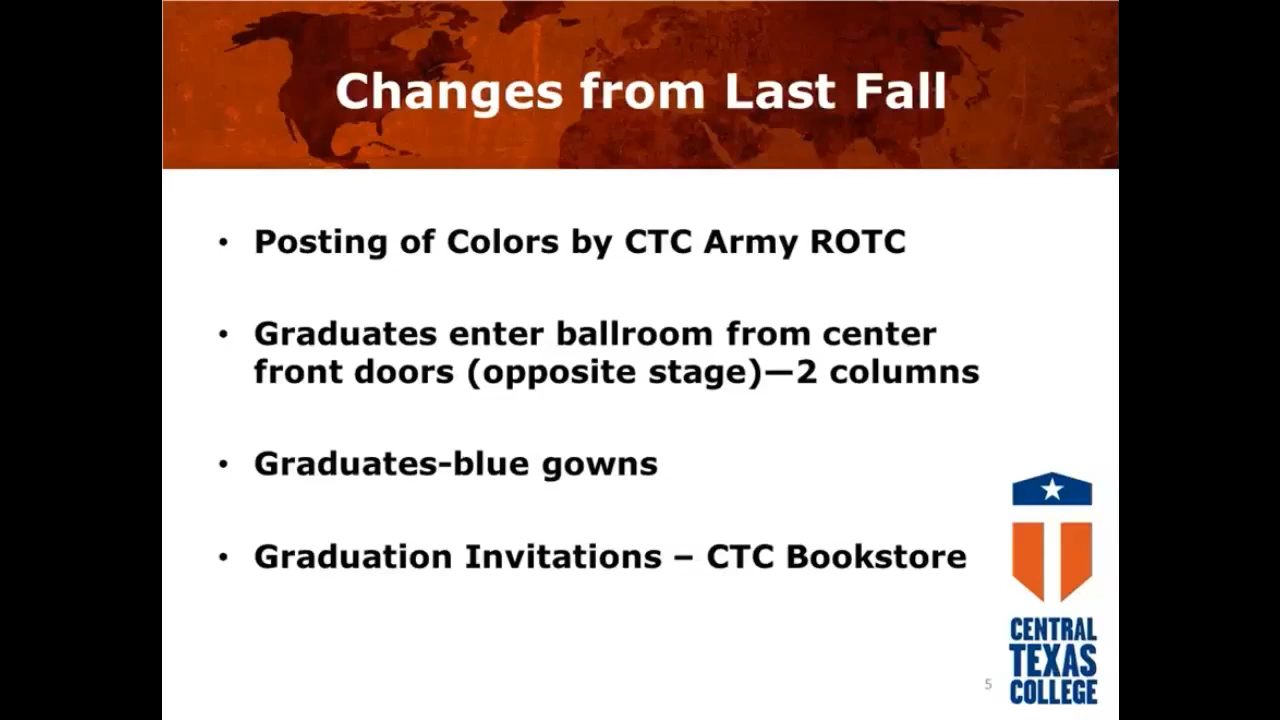 Changes from Last Fall
• Posting of Colors by CTC Army ROTC
• Graduates enter ballroom from center
front doors (opposite stage)—2 columns
• Graduates-blue gowns
• Graduation Invitations – CTC Bookstore
CENTRAL
TEXAS
COLLEGE
5